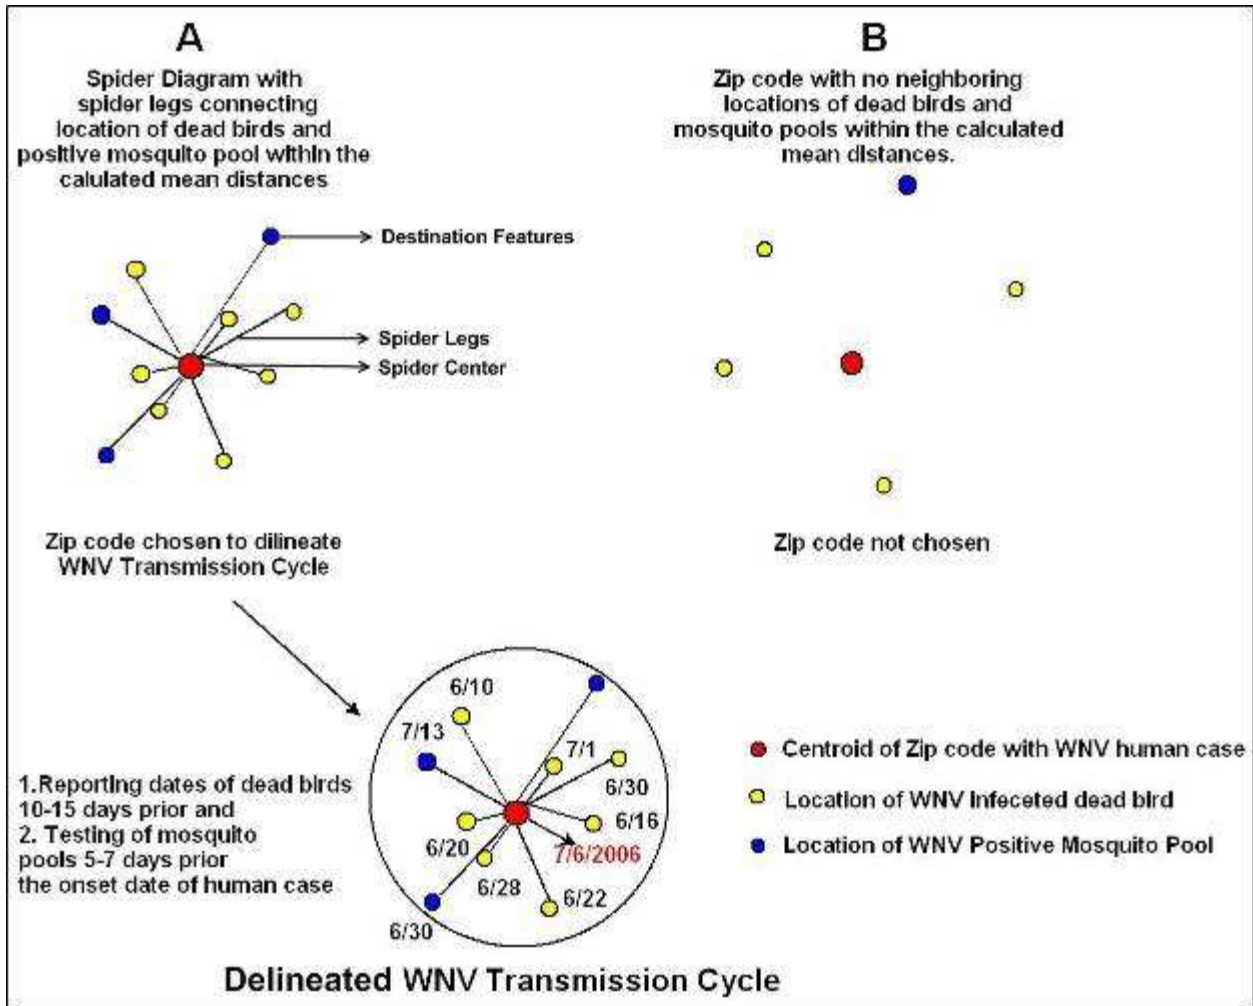 A
Spider Diagram with
spider legs connecting
location of dead birds and
positive mosquito pool within the
calulated mean distances
Destination Features
Spider Legs
Spider Center
Zip code chosen to dilineate
WNV Transmission Cycle
B
Zip code with no neighboring
locations of dead birds and
mosquito pools within the calculated
mean distances.
Zip code not chosen
1.Reporting dates of dead birds
10-15 days prior and
2. Testing of mosquito
pools 5-7 days prior
the onset date of human case
6/10
7/13
7/1
6/30
6/16
6/20
7/6/2006
6/28
6/22
6/30
Centroid of Zip code with WNV human case
Location of WNV infeceted dead bird
Location of WNV Positive Mosquito Pool
Delineated WNV Transmission Cycle